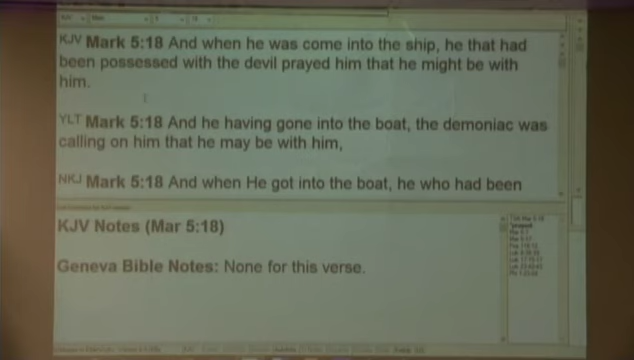 KJV Mark 5:18 And when he was come into the ship, he that had
been possessed with the devil prayed him that he might be with
him.
YLT Mark 5:18 And he having gone into the boat, the demoniac was
calling on him that he may be with him,
NKJ Mark 5:18 And when He got into the boat, he who had been
KJV Notes (Mar 5:18)
Geneva Bible Notes: None for this verse.